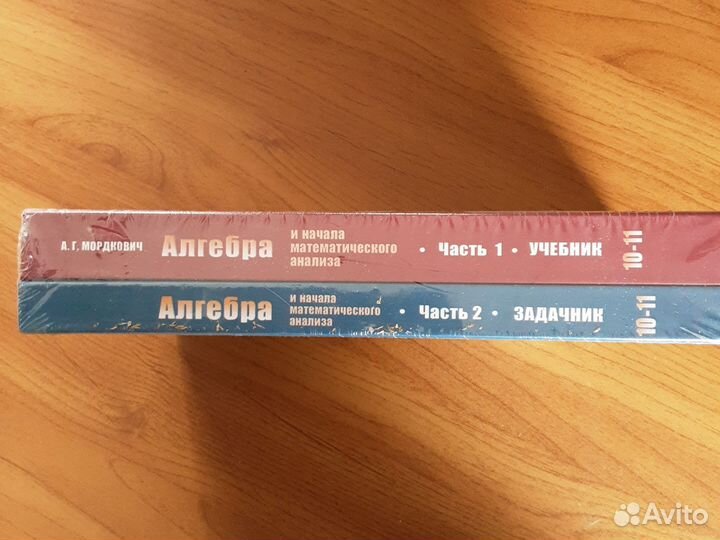 А. Г. МОРДКОВИЧ Алгебра и начала математического анализа • Часть 1 • УЧЕБНИК 10-11
Алгебра и начала математического анализа • Часть 2 • ЗАДАЧНИК 10-11
Avito